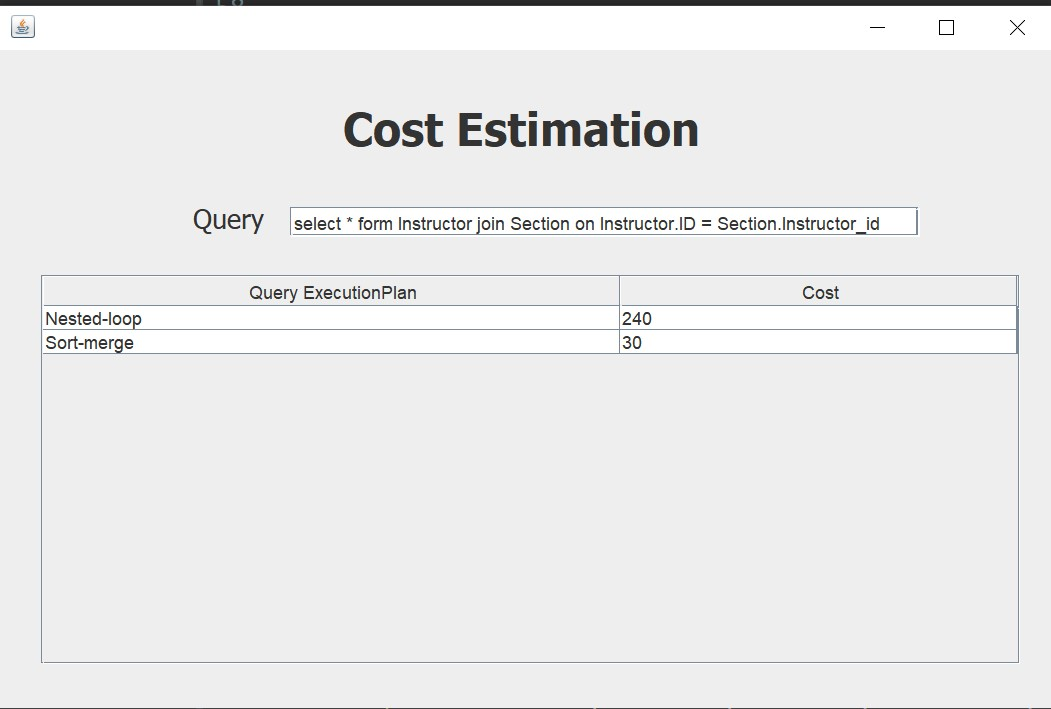 Cost Estimation
Query select * form Instructor join Section on Instructor.ID = Section.Instructor_id
Query ExecutionPlan Cost
Nested-loop 240
Sort-merge 30